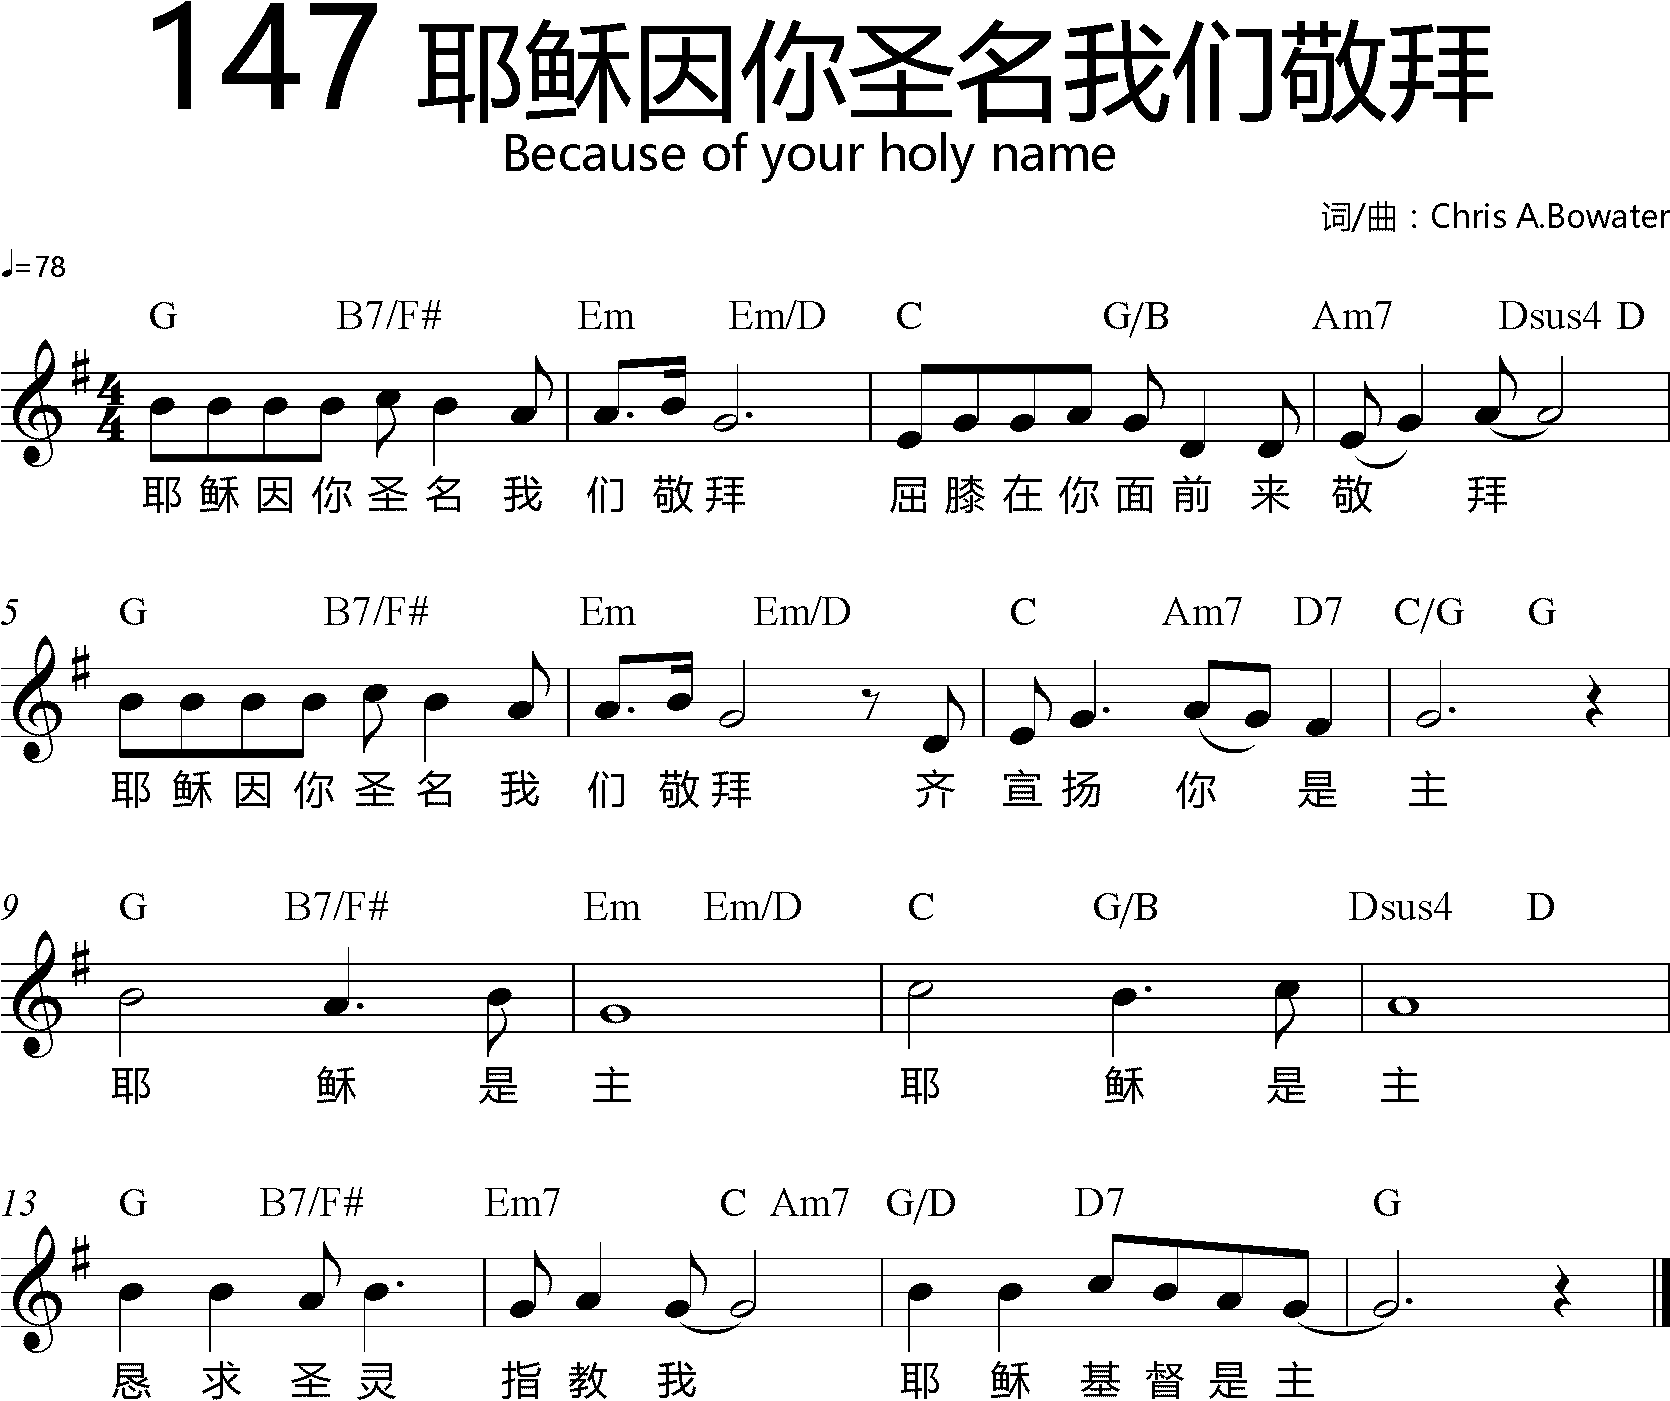 147 耶稣因你圣名我们敬拜
Because of your holy name
词/曲：Chris A.Bowater
♩=78
G B7/F# Em Em/D C G/B Am7 Dsus4 D
4/4
耶稣因你圣名我们敬拜 屈膝在你面前来敬拜
5 G B7/F# Em Em/D C Am7 D7 C/G G
耶稣因你圣名我们敬拜 齐宣扬你是主
9 G B7/F# Em Em/D C G/B Dsus4 D
耶稣是主 耶稣是主
13 G B7/F# Em7 C Am7 G/D D7 G
恳求圣灵指教我 耶稣基督是主